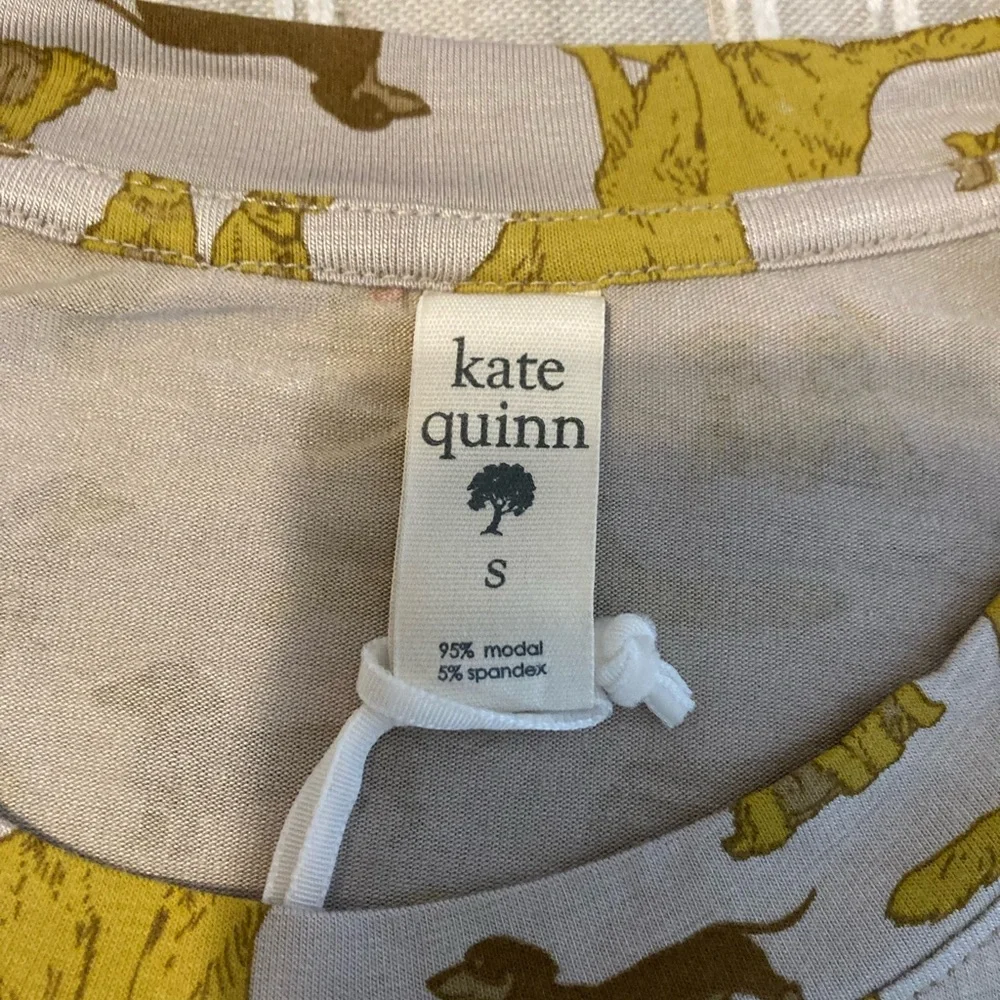 kate
quinn
S
95% modal
5% spandex